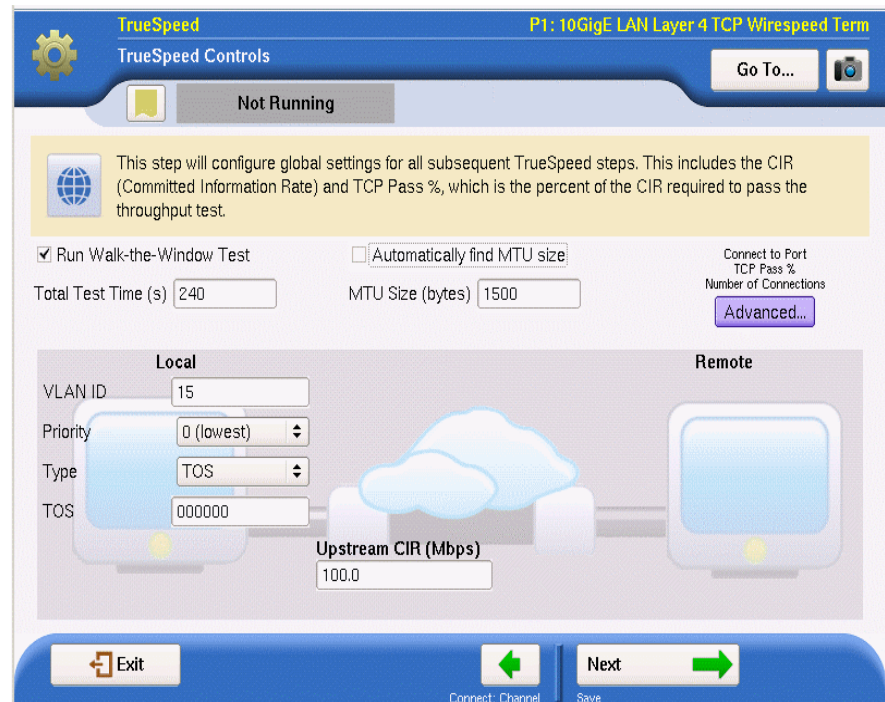 TrueSpeed
P1: 10GigE LAN Layer 4 TCP Wirespeed Term
TrueSpeed Controls
Go To...
Not Running
This step will configure global settings for all subsequent TrueSpeed steps. This includes the CIR
(Committed Information Rate) and TCP Pass %, which is the percent of the CIR required to pass the
throughput test.
Run Walk-the-Window Test
Automatically find MTU size
Connect to Port
TCP Pass %
Number of Connections
Total Test Time (s) 240
MTU Size (bytes) 1500
Advanced...
Local
Remote
VLAN ID 15
Priority 0 (lowest)
Type TOS
TOS 000000
Upstream CIR (Mbps)
100.0
Exit
Next
Connect: Channel
Save